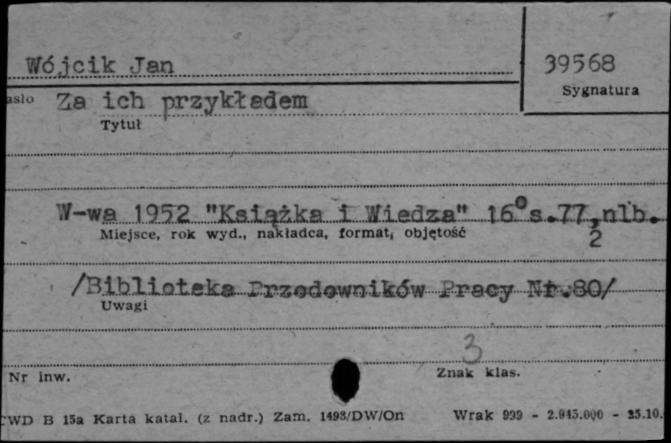 Wójcik Jan
39568
Sygnatura
asło Za ich przykładem
Tytuł
W-wa 1952 "Książka i Wiedza" 16° s.77, nlb.
2
Miejsce, rok wyd., nakładca, format, objętość
/Biblioteka Przodowników Pracy Nr.80/
Uwagi
3
Nr inw.
Znak klas.
CWD B 15a Karta katal. (z nadr.) Zam. 1493/DW/On Wrak 999 - 2.945.000 - 25.10.